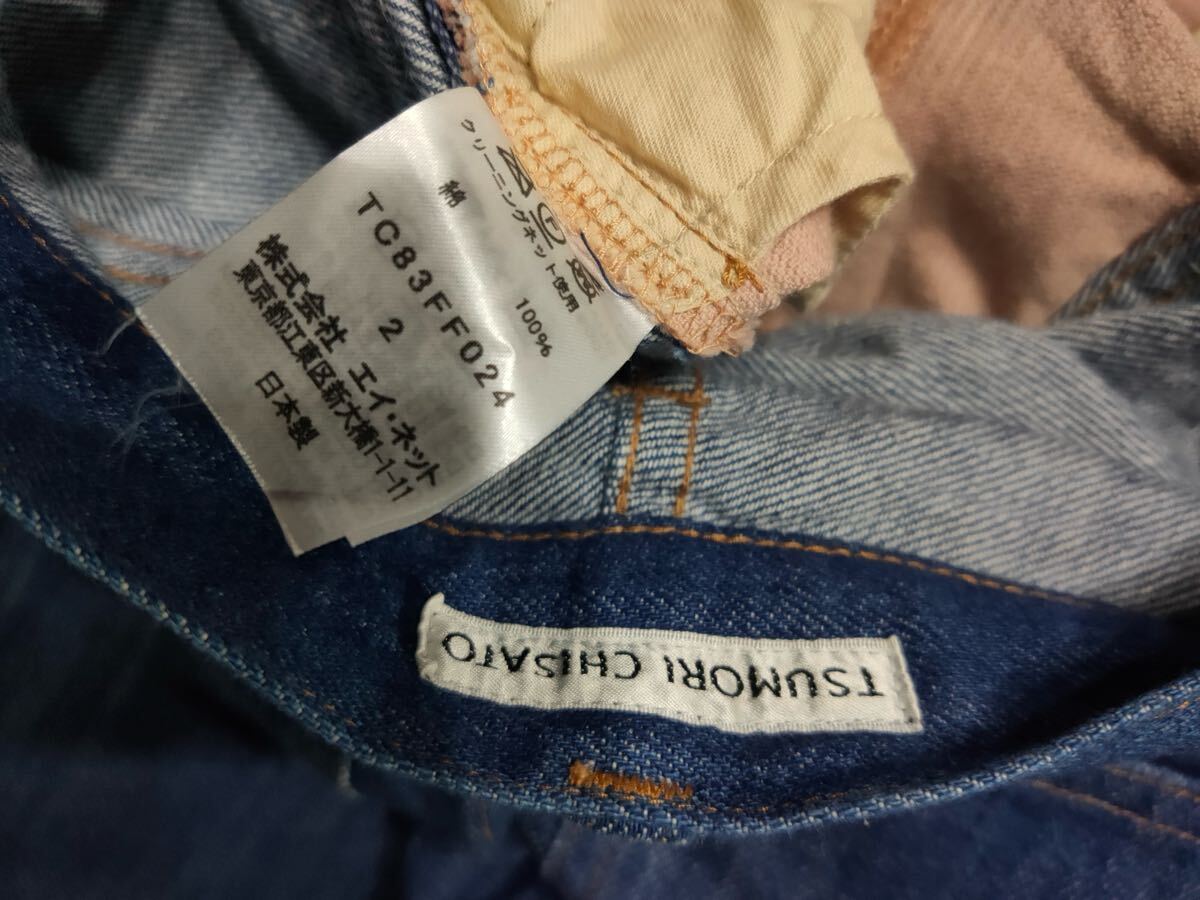 クリーニングネット使用
綿 100%
TC83FF024
2
株式会社 エイ・ネット
東京都江東区新大橋1-1-11
日本製
TSUMORI CHISATO